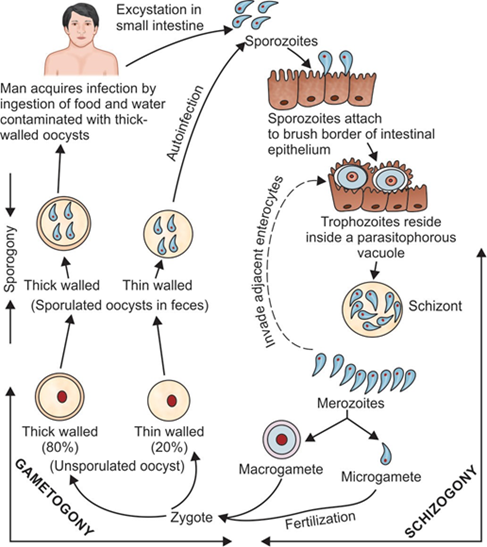 Excystation in
small intestine
Sporozoites
Man acquires infection by
ingestion of food and water
contaminated with thick-
walled oocysts
Sporozoites attach
to brush border of intestinal
epithelium
Autoinfection
Trophozoites reside
inside a parasitophorous
vacuole
Invade adjacent enterocytes
Schizont
Sporogony
Thick walled
Thin walled
(Sporulated oocysts in feces)
Merozoites
Thick walled
(80%)
Thin walled
(20%)
(Unsporulated oocyst)
Macrogamete
Microgamete
GAMETOGONY
Zygote
Fertilization
SCHIZOGONY